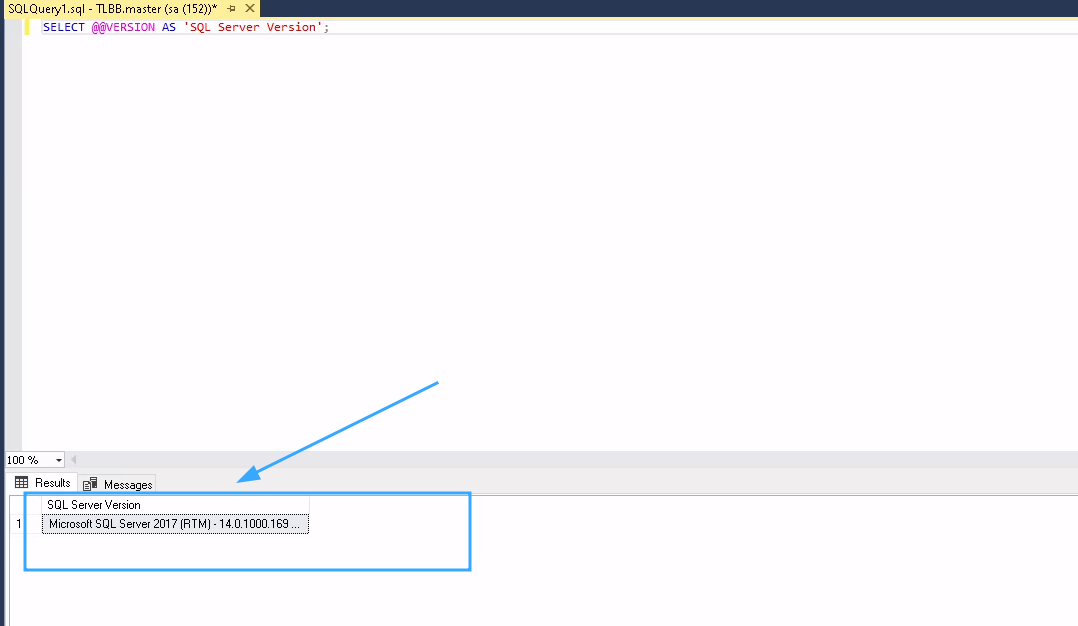 SQLQuery1.sql - TLBB.master (sa (152))*
SELECT @@VERSION AS 'SQL Server Version';
100 %
Results
Messages
SQL Server Version
1
Microsoft SQL Server 2017 (RTM) - 14.0.1000.169 ...